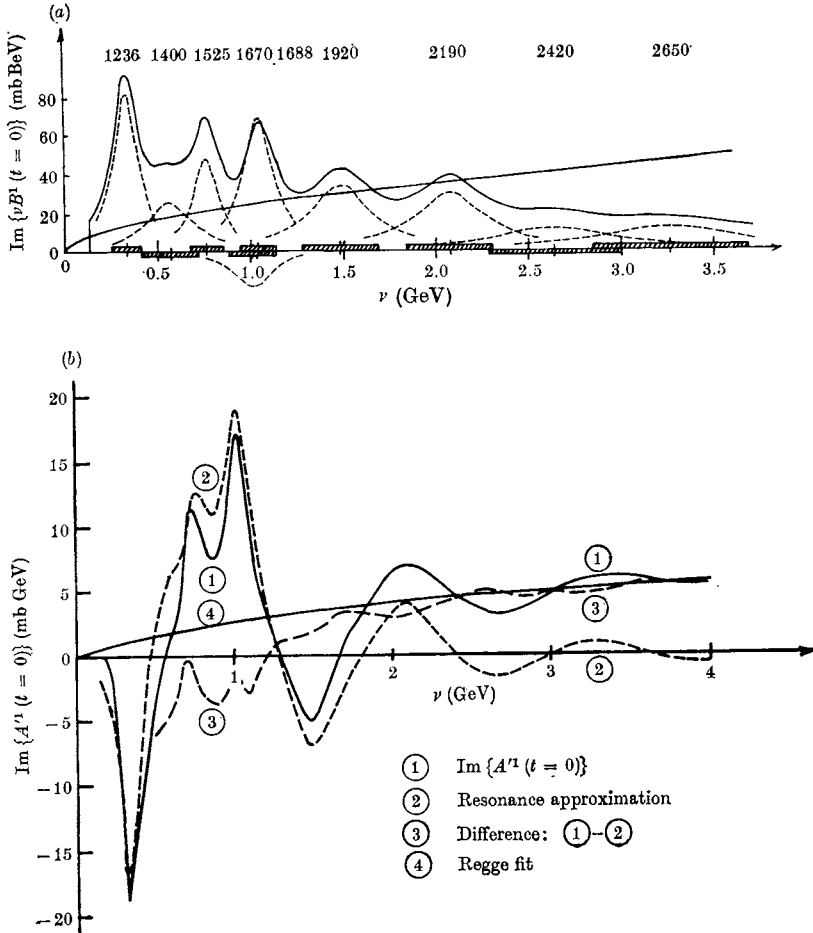 (a)
1236 1400 1525 1670 1688 1920 2190 2420 2650
Im {νB¹ (t = 0)} (mb BeV)
80
60
40
20
0
0 0.5 1.0 1.5 2.0 2.5 3.0 3.5
ν (GeV)
(b)
Im {A′¹ (t = 0)} (mb GeV)
20
15
10
5
0
−5
−10
−15
−20
2
1
4
3
1
3
2
1 2 3 4
ν (GeV)
1 Im {A′¹ (t = 0)}
2 Resonance approximation
3 Difference: 1−2
4 Regge fit